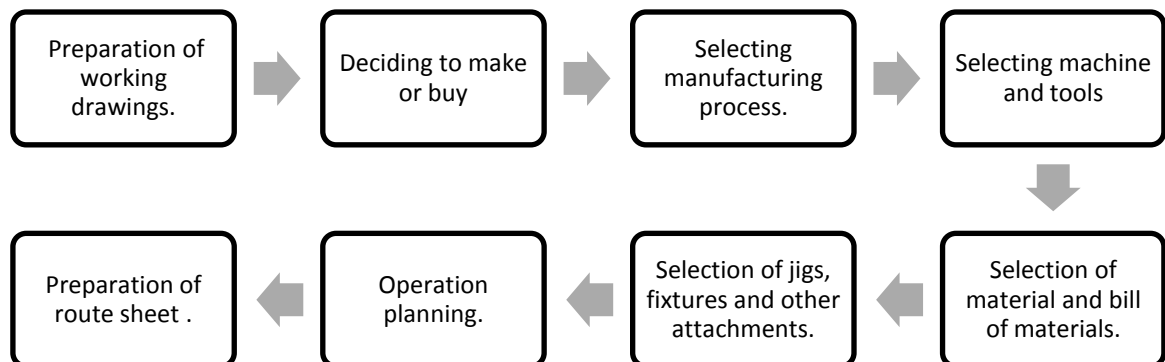 Preparation of
working
drawings.
Deciding to make
or buy
Selecting
manufacturing
process.
Selecting machine
and tools
Selection of
material and bill
of materials.
Selection of jigs,
fixtures and other
attachments.
Operation
planning.
Preparation of
route sheet .